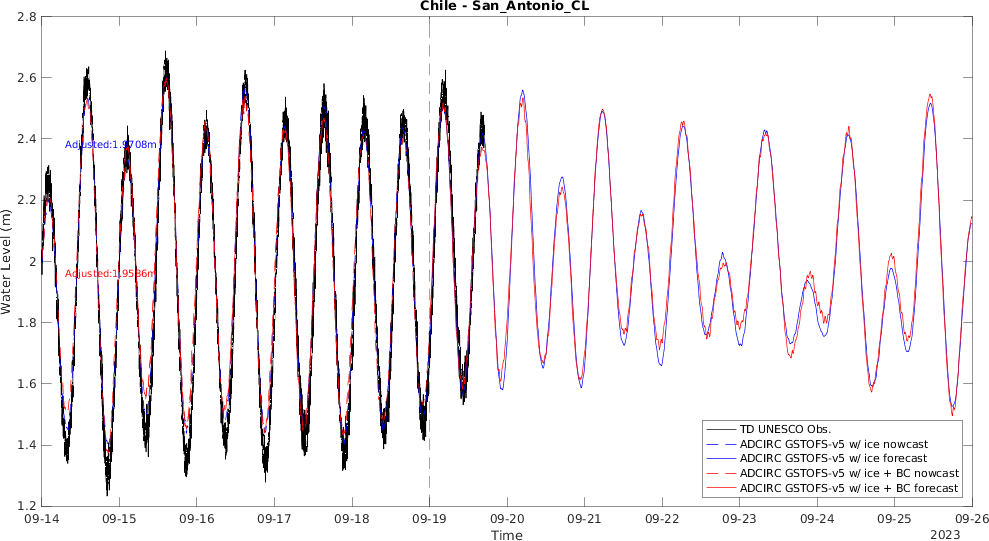 Chile - San_Antonio_CL
2.8
2.6
2.4
2.2
2
1.8
1.6
1.4
1.2
Water Level (m)
Adjusted:1.9708m
Adjusted:1.9586m
TD UNESCO Obs.
ADCIRC GSTOFS-v5 w/ ice nowcast
ADCIRC GSTOFS-v5 w/ ice forecast
ADCIRC GSTOFS-v5 w/ ice + BC nowcast
ADCIRC GSTOFS-v5 w/ ice + BC forecast
09-14 09-15 09-16 09-17 09-18 09-19 09-20 09-21 09-22 09-23 09-24 09-25 09-26
Time
2023